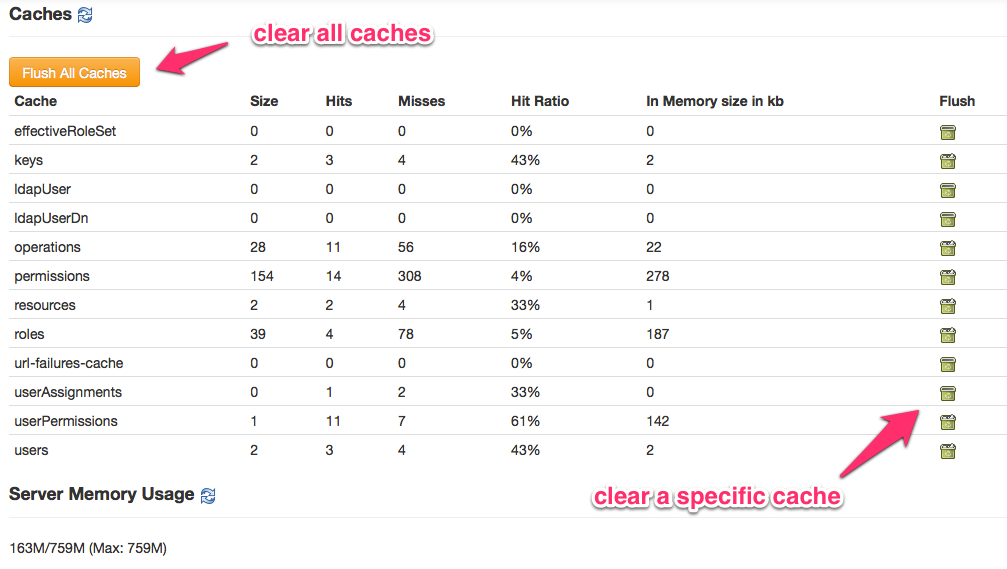 Caches
clear all caches
Flush All Caches
Cache Size Hits Misses Hit Ratio In Memory size in kb Flush
effectiveRoleSet 0 0 0 0% 0
keys 2 3 4 43% 2
ldapUser 0 0 0 0% 0
ldapUserDn 0 0 0 0% 0
operations 28 11 56 16% 22
permissions 154 14 308 4% 278
resources 2 2 4 33% 1
roles 39 4 78 5% 187
url-failures-cache 0 0 0 0% 0
userAssignments 0 1 2 33% 0
userPermissions 1 11 7 61% 142
users 2 3 4 43% 2
clear a specific cache
Server Memory Usage
163M/759M (Max: 759M)